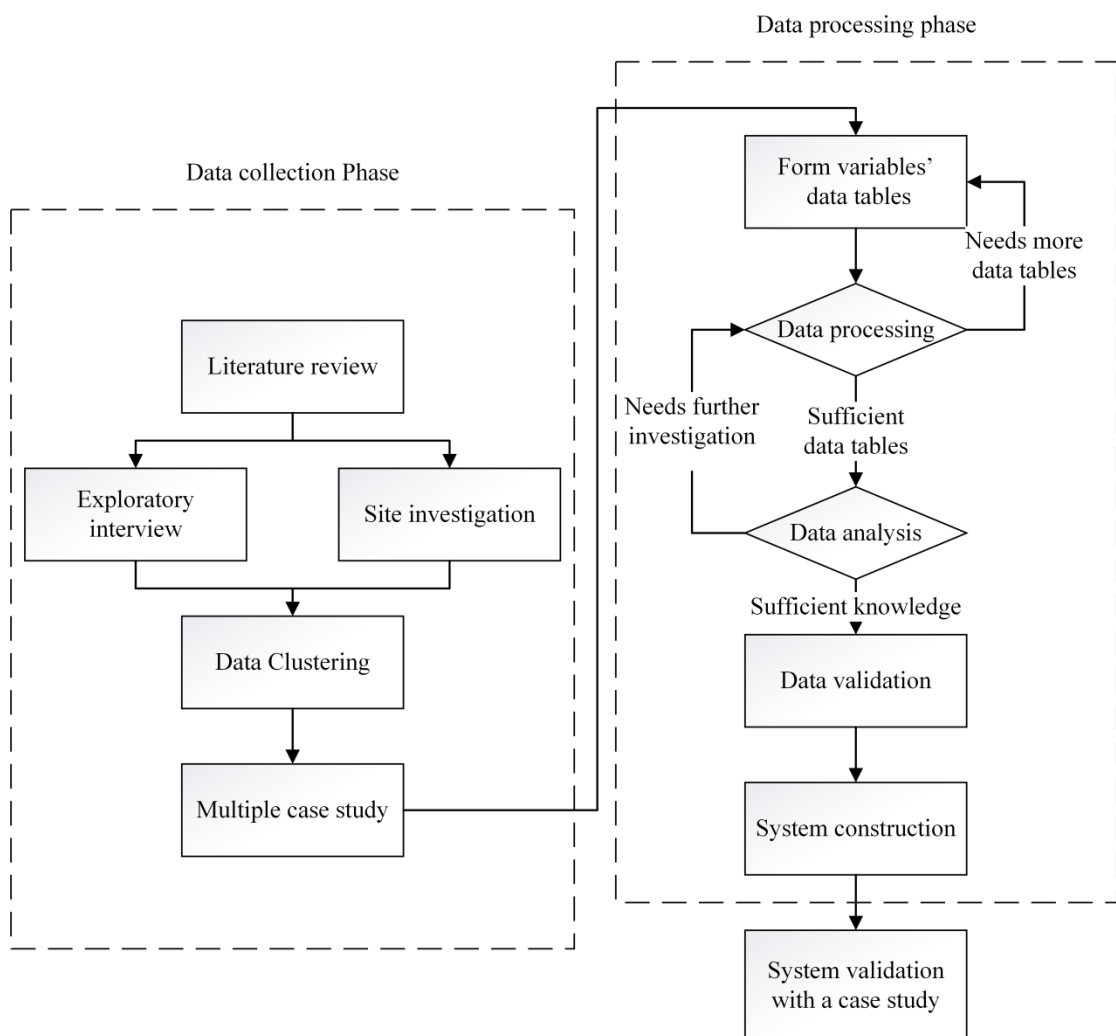 Data collection Phase
Literature review
Exploratory
interview
Site investigation
Data Clustering
Multiple case study
Data processing phase
Form variables’
data tables
Needs more
data tables
Data processing
Needs further
investigation
Sufficient
data tables
Data analysis
Sufficient knowledge
Data validation
System construction
System validation
with a case study